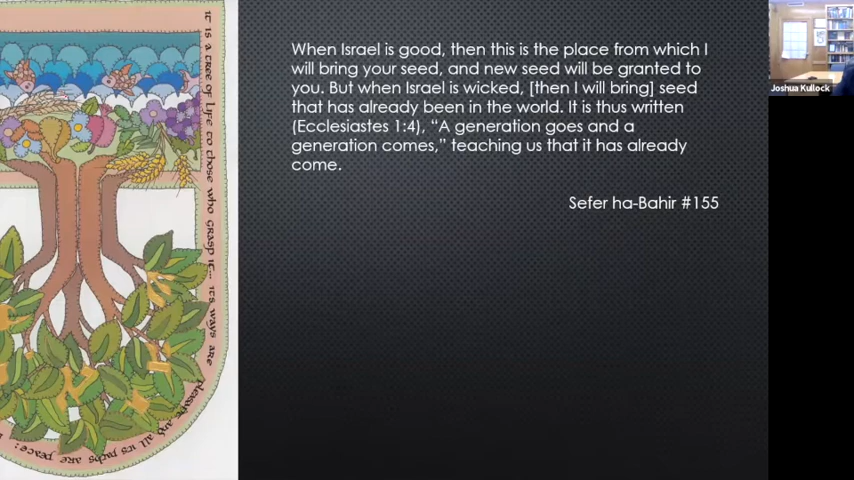 it is a tree of life to those who grasp it... its ways are pleasant, and all its paths are peace:
When Israel is good, then this is the place from which I
will bring your seed, and new seed will be granted to
you. But when Israel is wicked, [then I will bring] seed
that has already been in the world. It is thus written
(Ecclesiastes 1:4), “A generation goes and a
generation comes,” teaching us that it has already
come.
Sefer ha-Bahir #155
Joshua Kullock